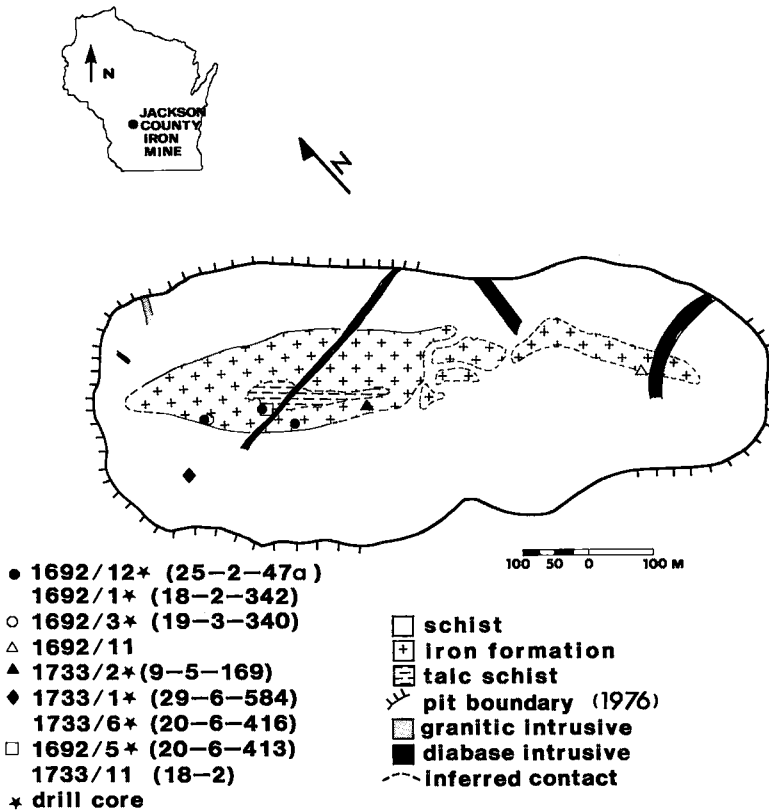 N
JACKSON
COUNTY
IRON
MINE
N
100 50 0 100 M
● 1692/12★ (25-2-47a)
1692/1★ (18-2-342)
○ 1692/3★ (19-3-340)
△ 1692/11
▲ 1733/2★(9-5-169)
◆ 1733/1★ (29-6-584)
1733/6★ (20-6-416)
□ 1692/5★ (20-6-413)
1733/11 (18-2)
★ drill core
schist
iron formation
talc schist
pit boundary (1976)
granitic intrusive
diabase intrusive
inferred contact